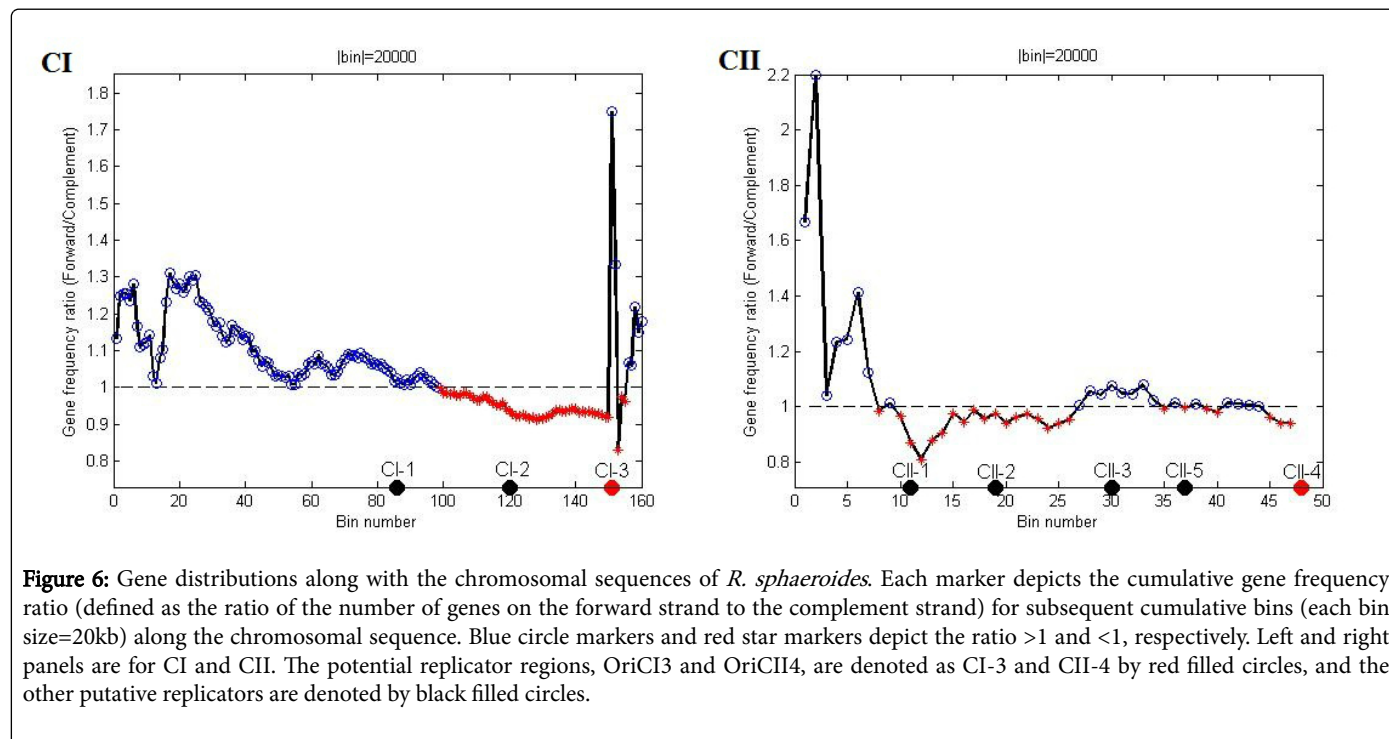 CI
|bin|=20000
1.8
1.7
1.6
1.5
1.4
1.3
1.2
1.1
1
0.9
0.8
Gene frequency ratio (Forward/Complement)
CI-1
CI-2
CI-3
0
20
40
60
80
100
120
140
160
Bin number
CII
|bin|=20000
2.2
2
1.8
1.6
1.4
1.2
1
0.8
Gene frequency ratio (Forward/Complement)
CII-1
CII-2
CII-3
CII-5
CII-4
0
5
10
15
20
25
30
35
40
45
50
Bin number
Figure 6: Gene distributions along with the chromosomal sequences of R. sphaeroides. Each marker depicts the cumulative gene frequency
ratio (defined as the ratio of the number of genes on the forward strand to the complement strand) for subsequent cumulative bins (each bin
size=20kb) along the chromosomal sequence. Blue circle markers and red star markers depict the ratio >1 and <1, respectively. Left and right
panels are for CI and CII. The potential replicator regions, OriCI3 and OriCII4, are denoted as CI-3 and CII-4 by red filled circles, and the
other putative replicators are denoted by black filled circles.